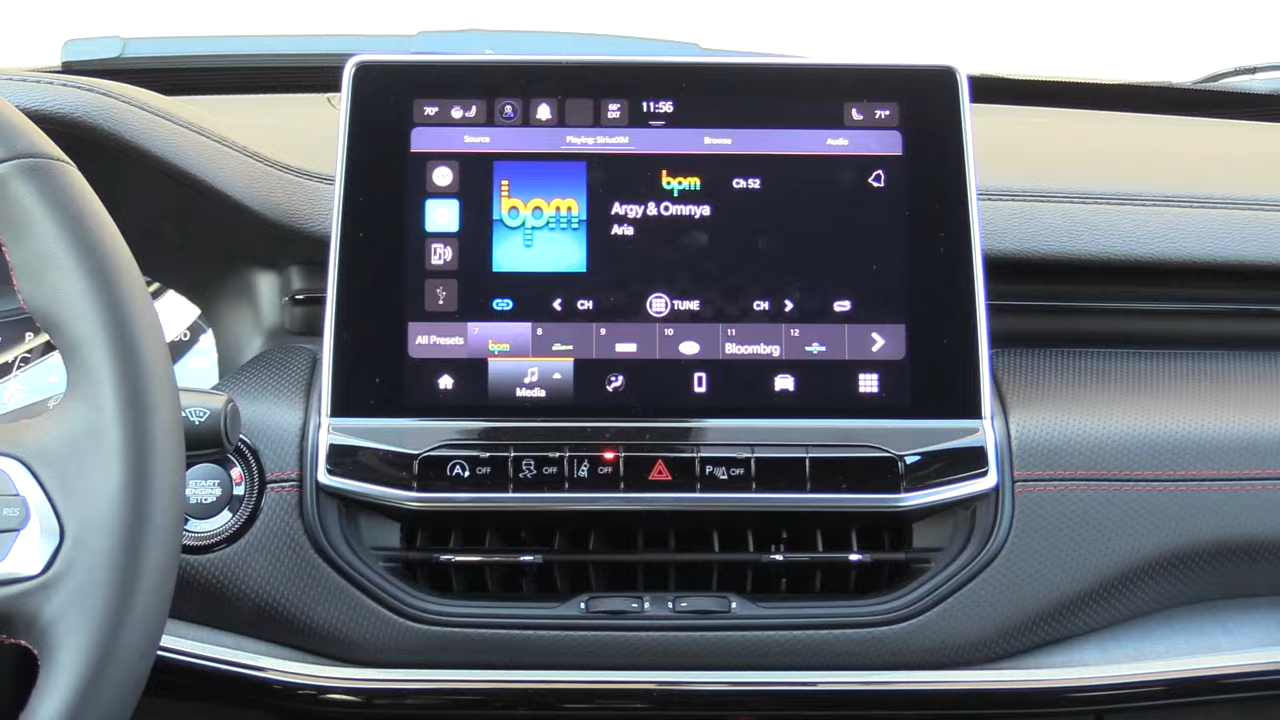 70°
66°
EXT
11:56
71°
Source
Playing: SiriusXM
Browse
Audio
bpm
bpm
Ch 52
Argy & Omnya
Aria
CH
TUNE
CH
All Presets
7
bpm
8
9
10
11
Bloombrg
12
Media
A OFF
OFF
OFF
P OFF
P
START
ENGINE
STOP
RES